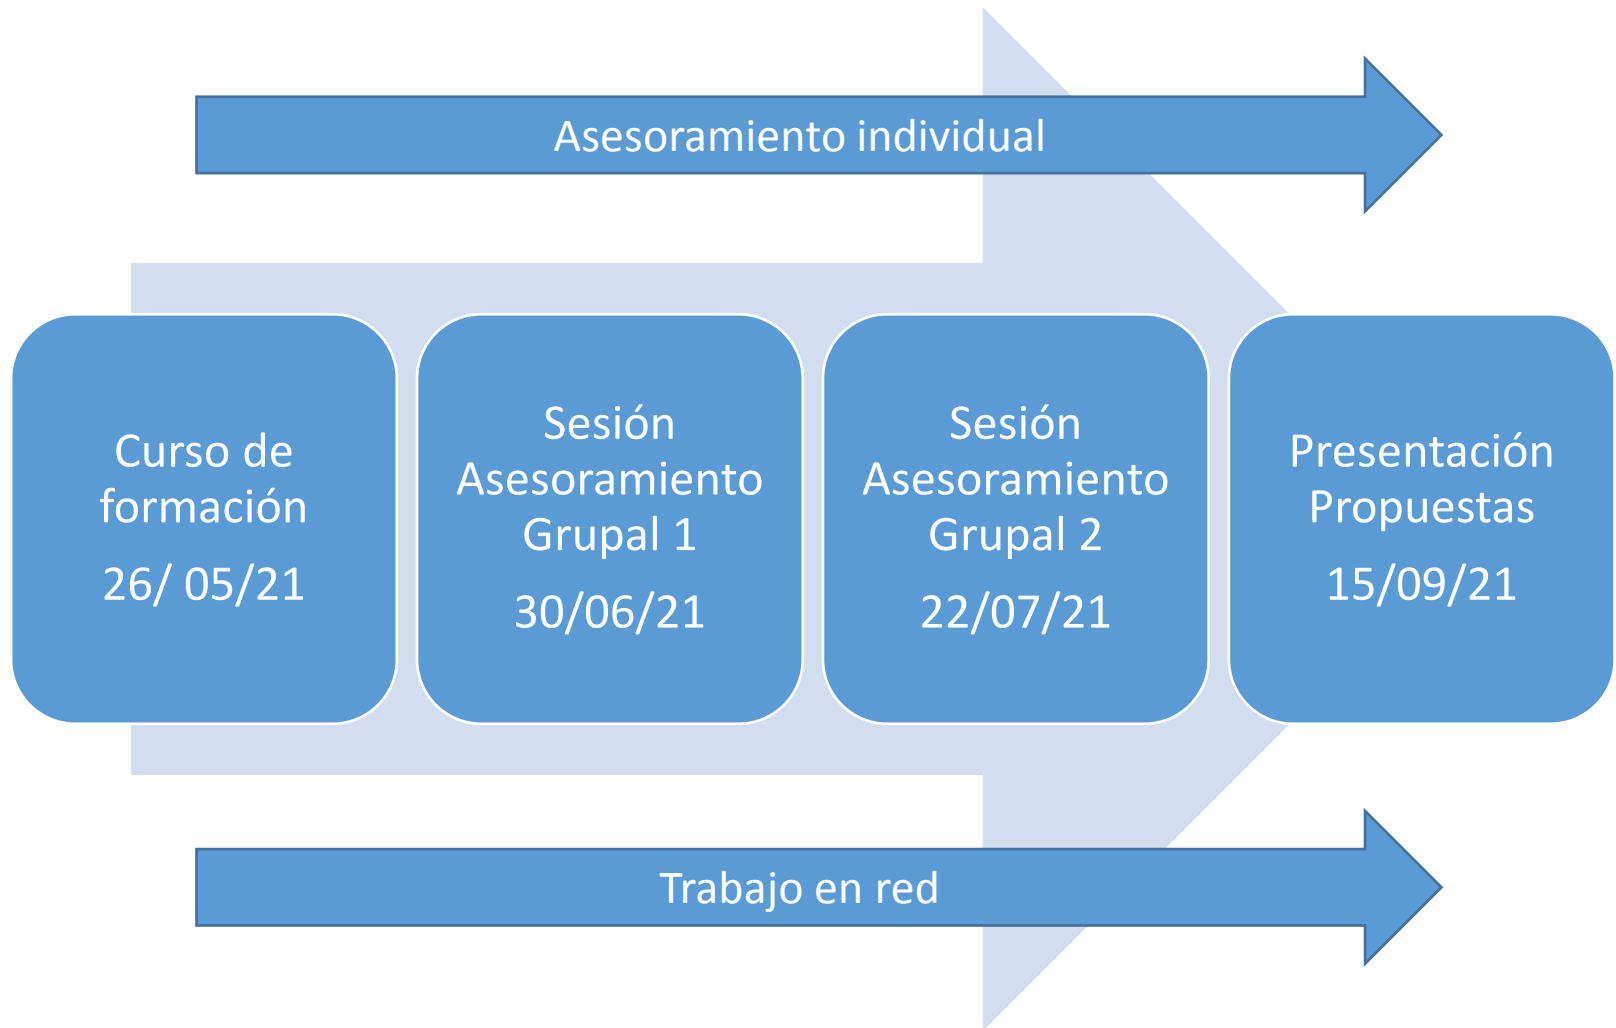 Asesoramiento individual
Curso de
formación
26/ 05/21
Sesión
Asesoramiento
Grupal 1
30/06/21
Sesión
Asesoramiento
Grupal 2
22/07/21
Presentación
Propuestas
15/09/21
Trabajo en red